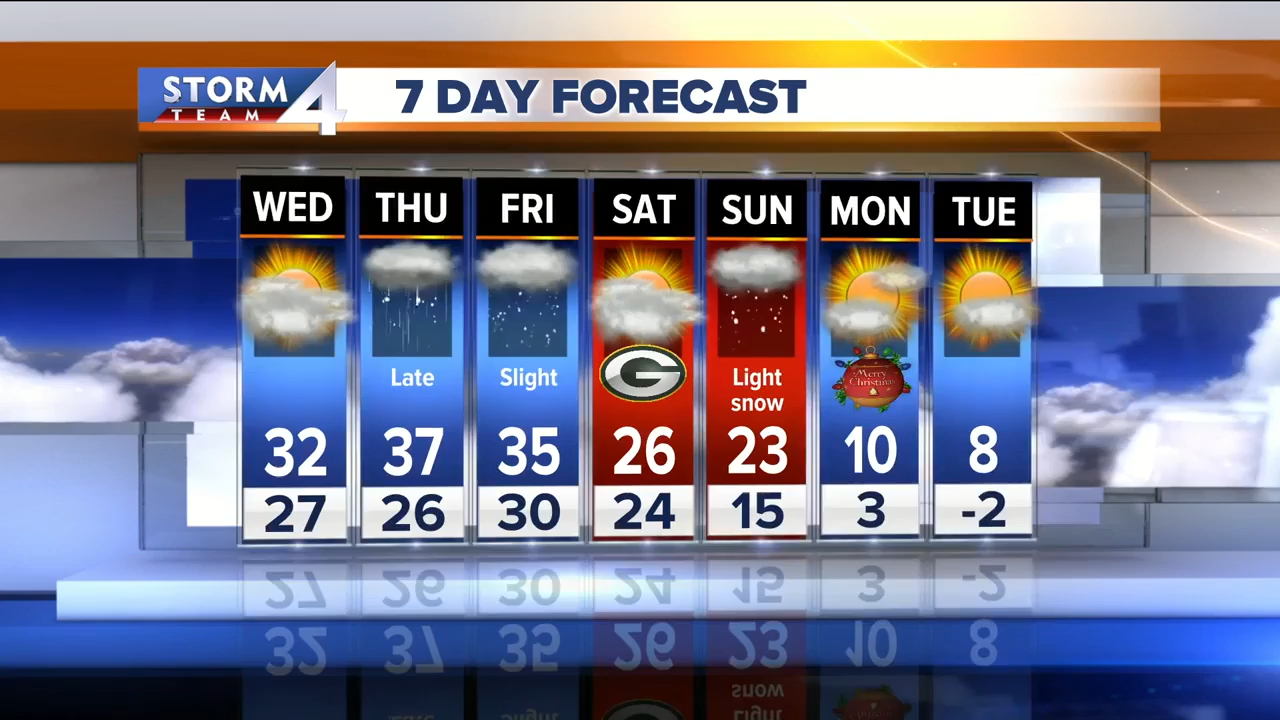 STORM 4
TEAM
7 DAY FORECAST
WED THU FRI SAT SUN MON TUE
G
Merry
Christmas
Late Slight Light
snow
32 37 35 26 23 10 8
27 26 30 24 15 3 -2